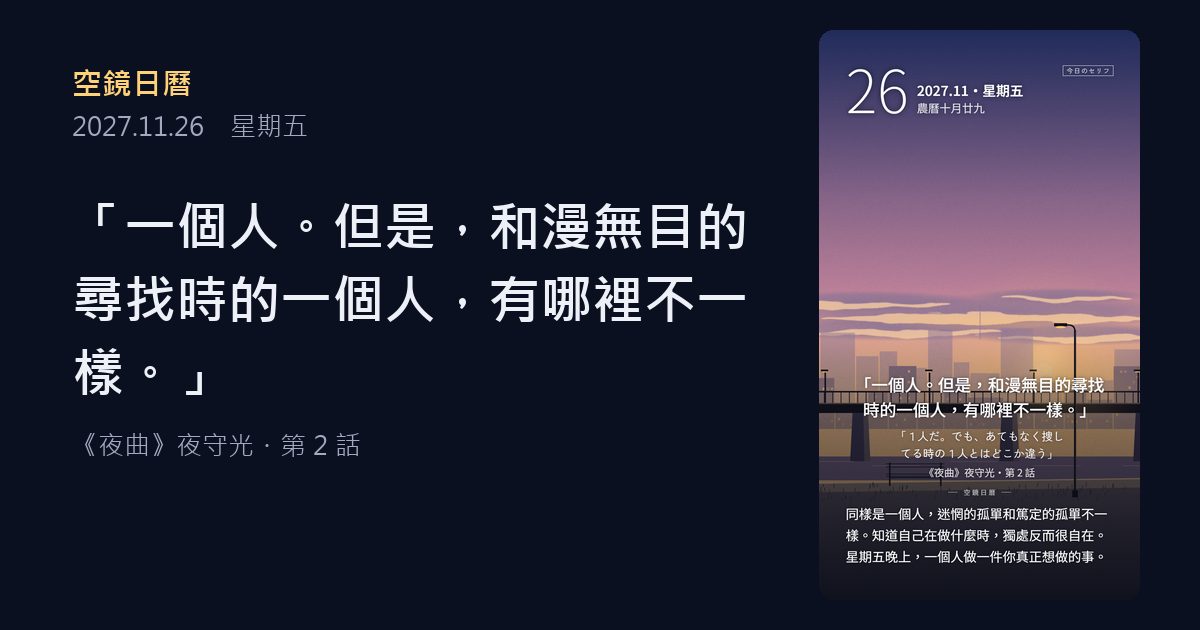 空鏡日曆
2027.11.26 星期五
「一個人。但是，和漫無目的
尋找時的一個人，有哪裡不一
樣。」
《夜曲》夜守光 · 第 2 話
今日のセリフ
26
2027.11・星期五
農曆十月廿九
「一個人。但是，和漫無目的尋找
時的一個人，有哪裡不一樣。」
「１人だ。でも、あてもなく捜し
てる時の１人とはどこか違う」
《夜曲》夜守光・第２話
空鏡日曆
同樣是一個人，迷惘的孤單和篤定的孤單不一
樣。知道自己在做什麼時，獨處反而很自在。
星期五晚上，一個人做一件你真正想做的事。